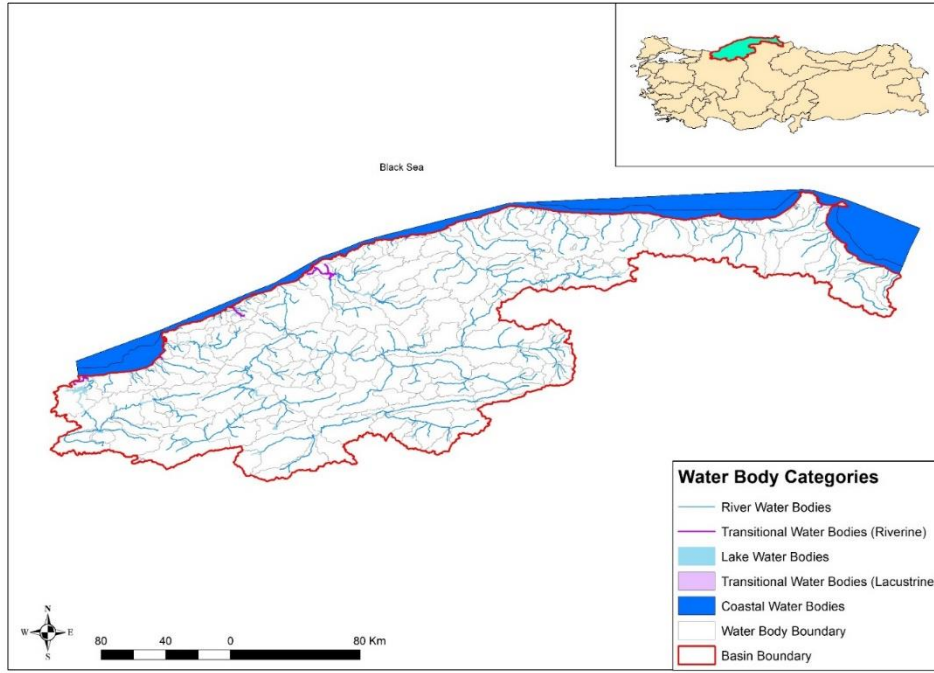 Black Sea
Water Body Categories
River Water Bodies
Transitional Water Bodies (Riverine)
Lake Water Bodies
Transitional Water Bodies (Lacustrine
Coastal Water Bodies
Water Body Boundary
Basin Boundary
N
W E
S
80 40 0 80 Km